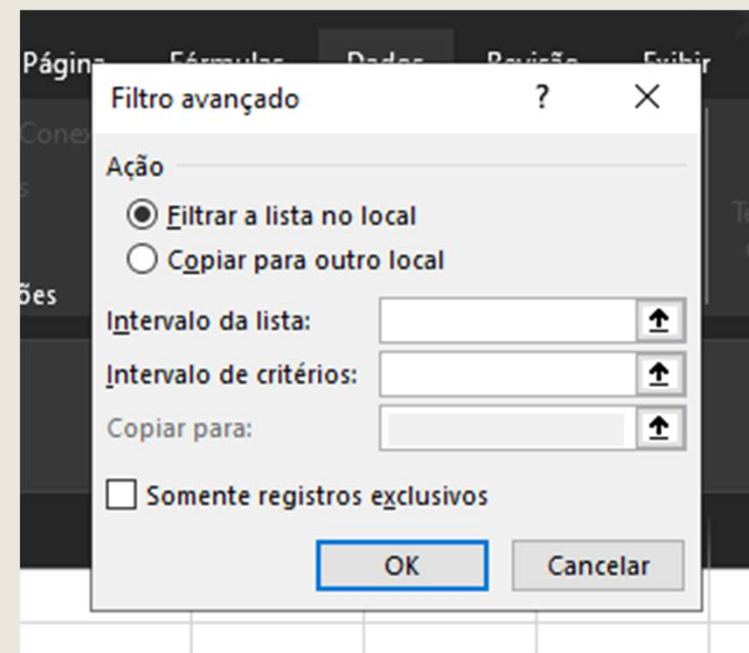 Página Fórmulas Dados Revisão Exibir
Filtro avançado ? X
Ação
Filtrar a lista no local
Copiar para outro local
ões
Intervalo da lista:
Intervalo de critérios:
Copiar para:
Somente registros exclusivos
OK Cancelar